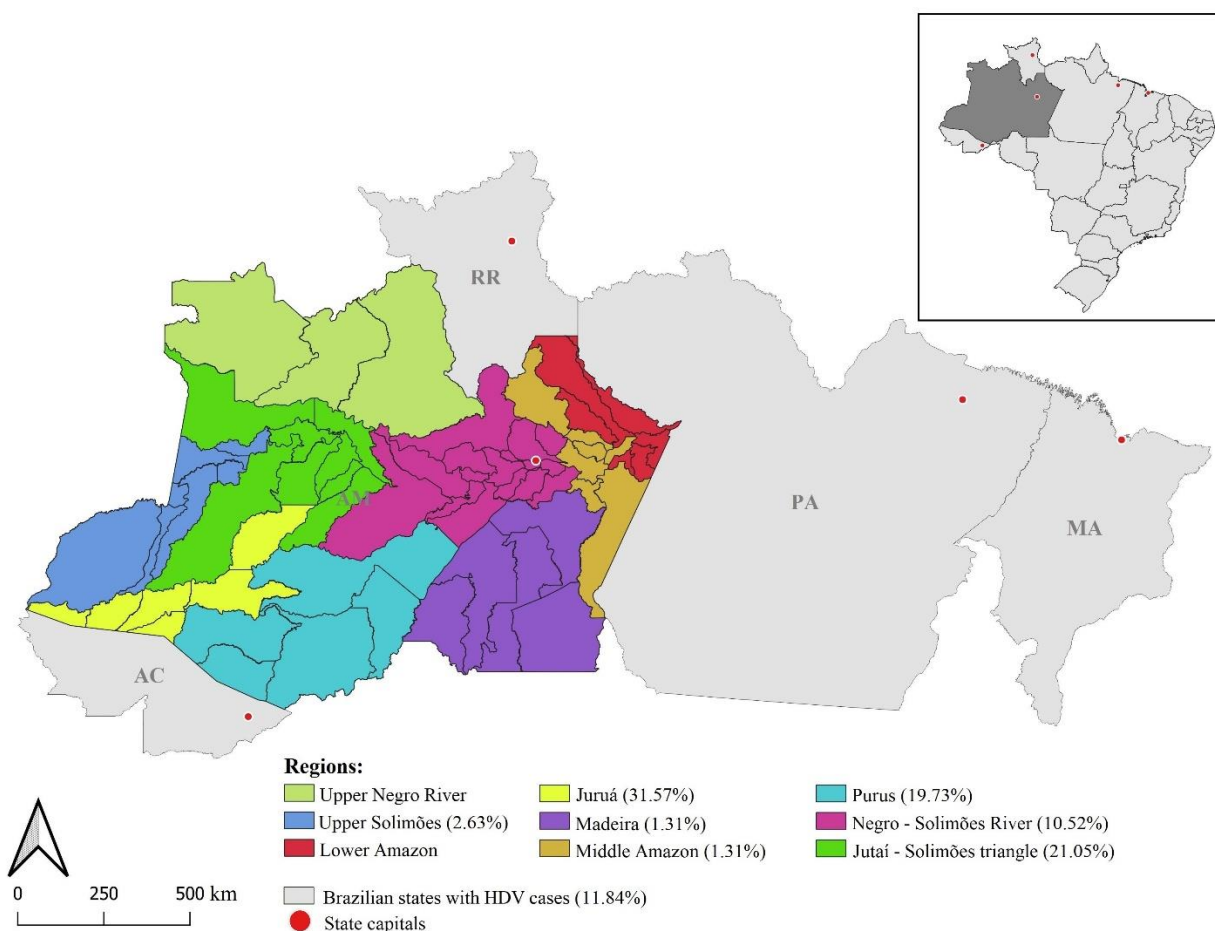 RR
AM
PA
MA
AC
Regions:
Upper Negro River
Juruá (31.57%)
Purus (19.73%)
Upper Solimões (2.63%)
Madeira (1.31%)
Negro - Solimões River (10.52%)
Lower Amazon
Middle Amazon (1.31%)
Jutaí - Solimões triangle (21.05%)
0 250 500 km
Brazilian states with HDV cases (11.84%)
State capitals